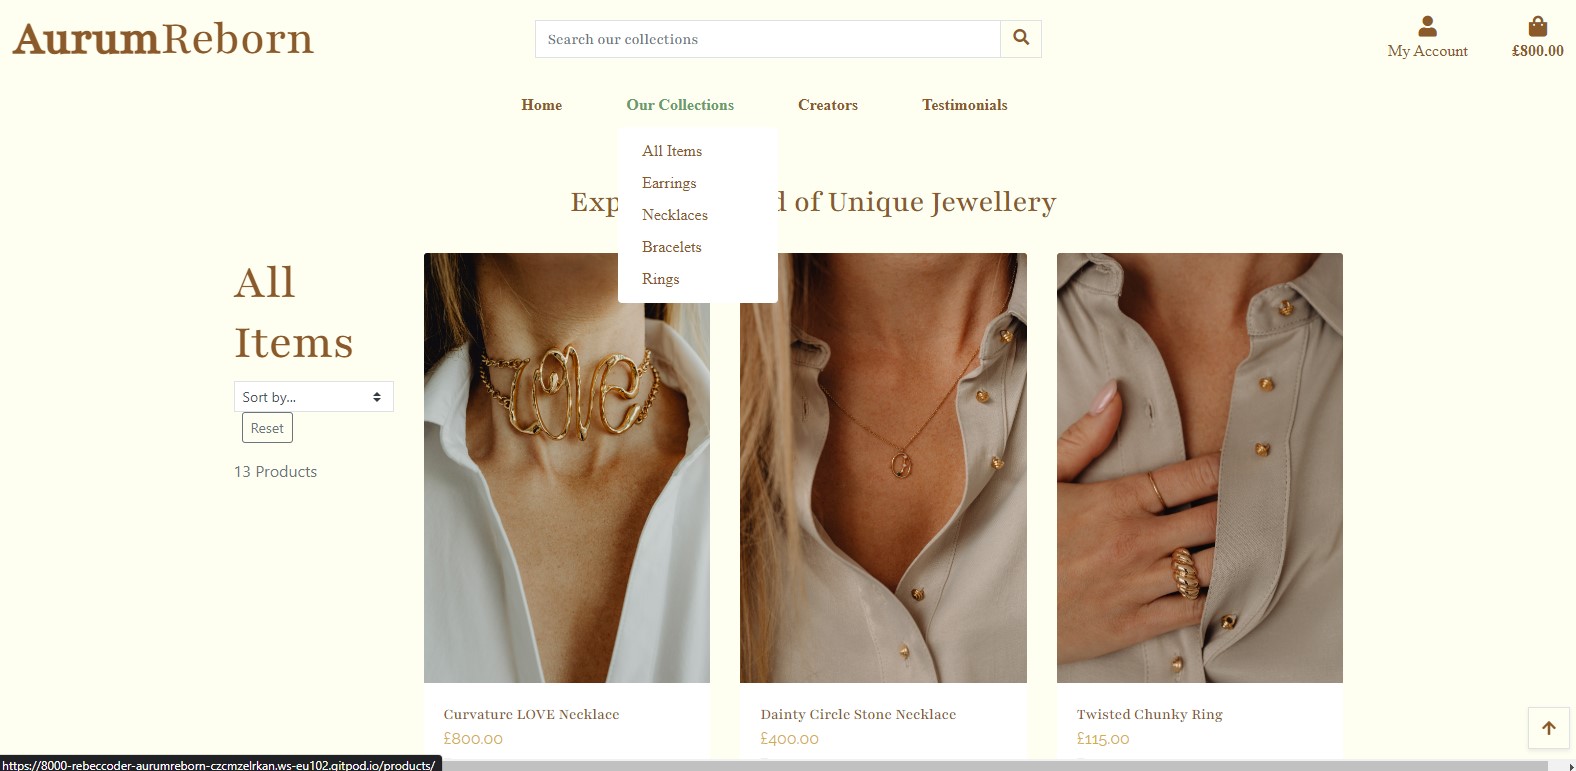 AurumReborn
Search our collections
My Account
£800.00
Home
Our Collections
Creators
Testimonials
All Items
Earrings
Necklaces
Bracelets
Rings
Exp
of Unique Jewellery
All
Items
Sort by...
Reset
13 Products
LOVE
Curvature LOVE Necklace
£800.00
Dainty Circle Stone Necklace
£400.00
Twisted Chunky Ring
£115.00
https://8000-rebeccoder-aurumreborn-czcmzelrkan.ws-eu102.gitpod.io/products/